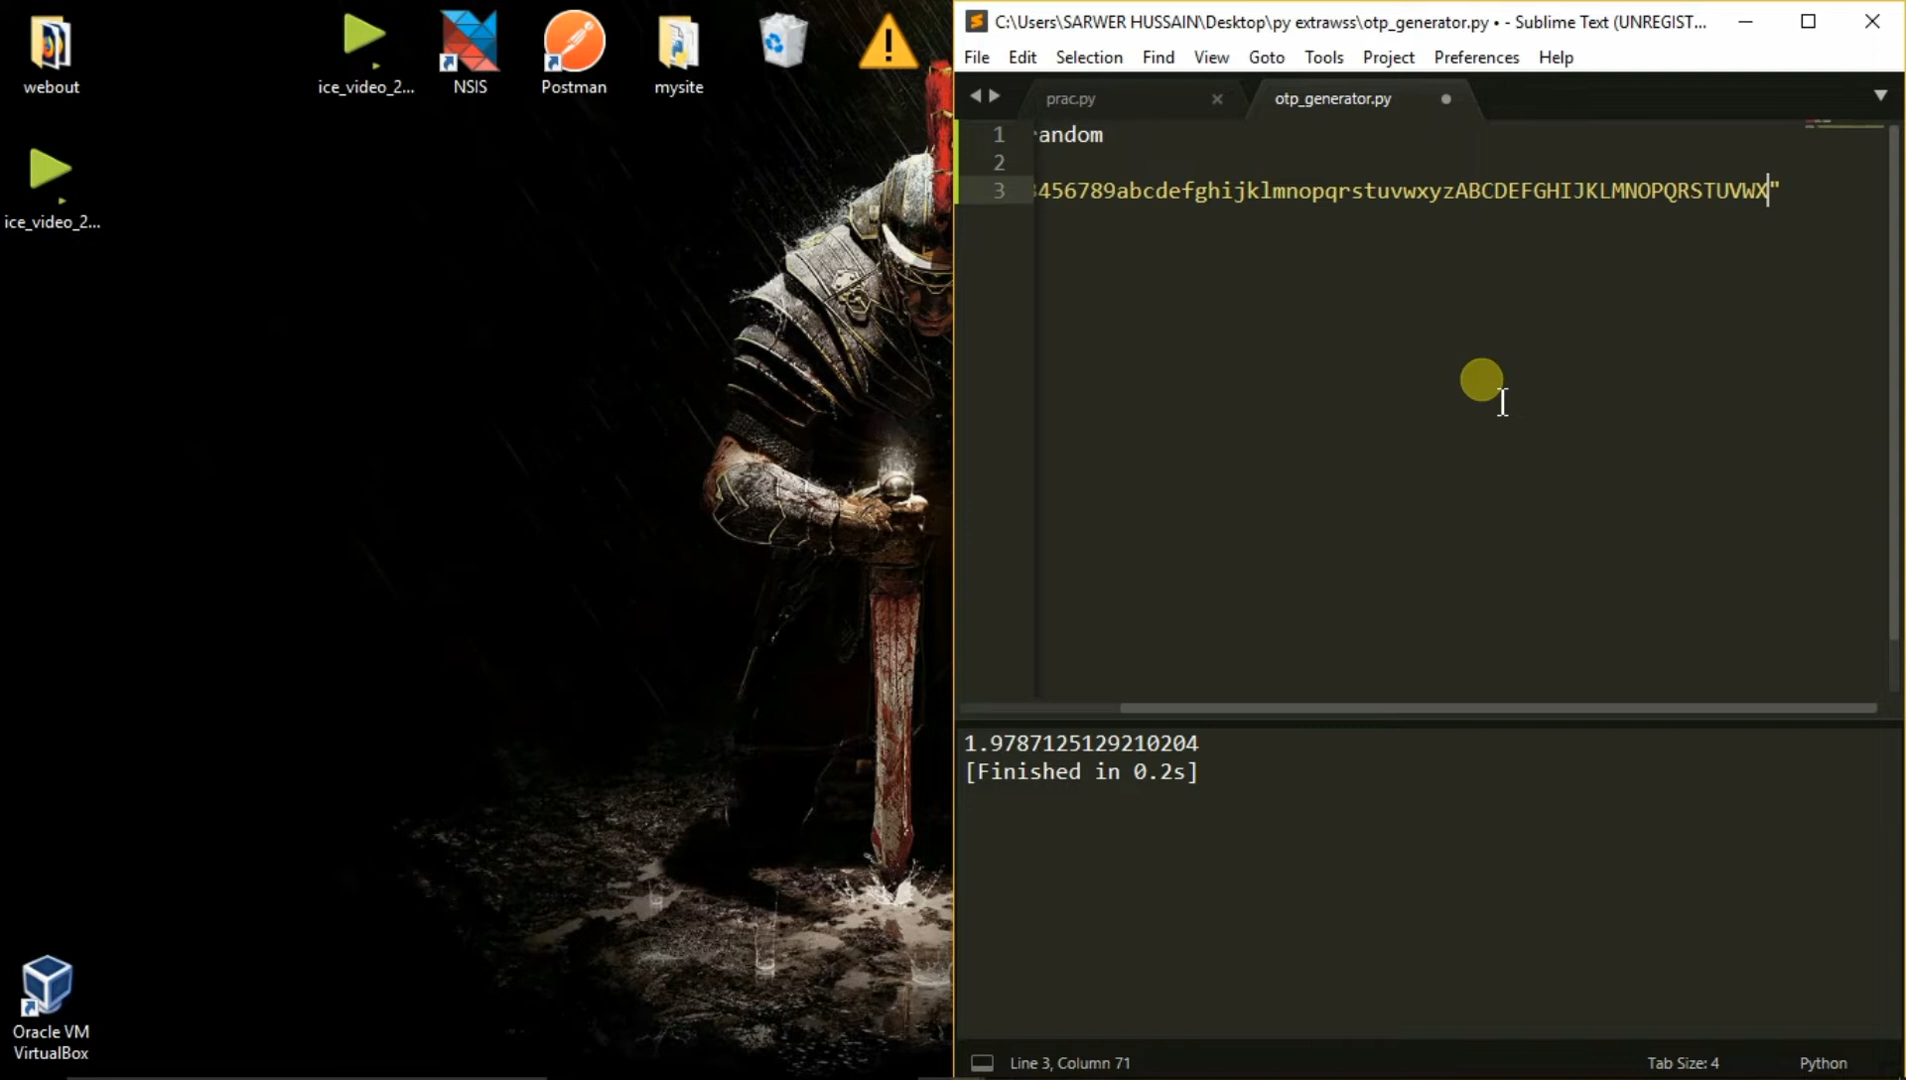 webout
ice_video_2...
NSIS
Postman
mysite
ice_video_2...
Oracle VM
VirtualBox
C:\Users\SARWER HUSSAIN\Desktop\py extrawss\otp_generator.py • - Sublime Text (UNREGIST...
File Edit Selection Find View Goto Tools Project Preferences Help
prac.py otp_generator.py
1 random
2
3 3456789abcdefghijklmnopqrstuvwxyzABCDEFGHIJKLMNOPQRSTUVWX"
1.9787125129210204
[Finished in 0.2s]
Line 3, Column 71 Tab Size: 4 Python